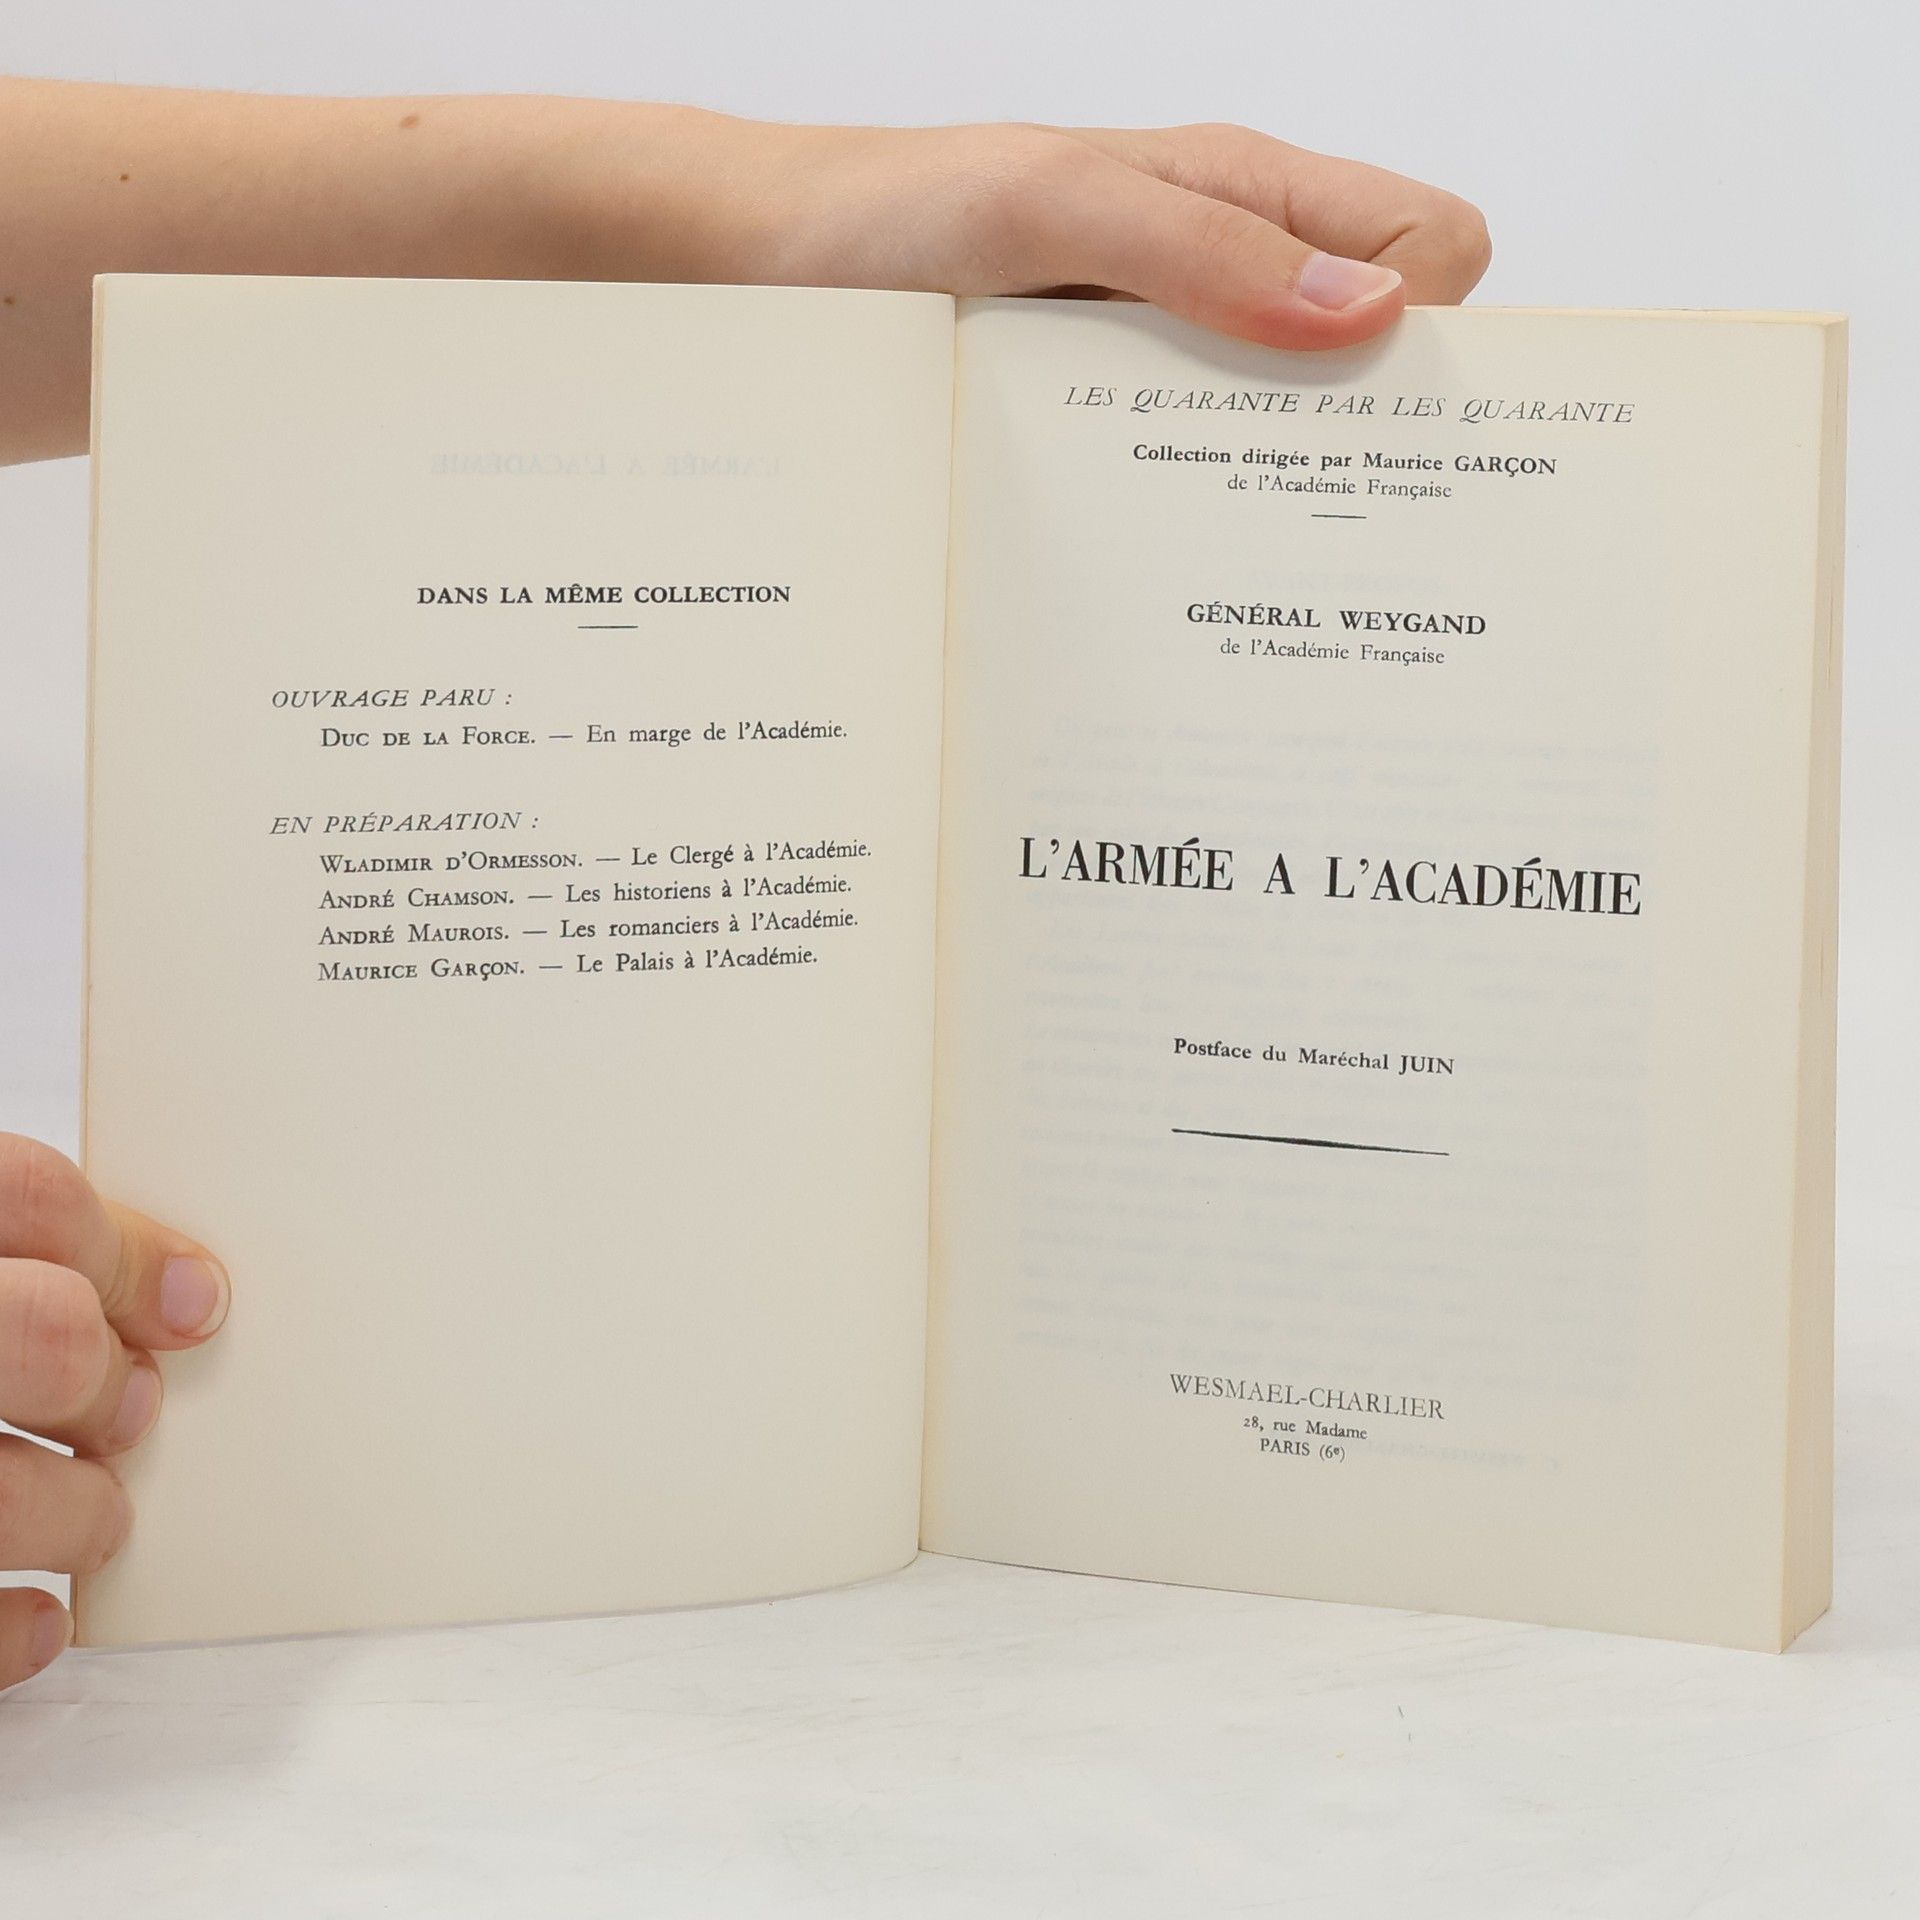 DANS LA MÊME COLLECTION
OUVRAGE PARU :
DUC DE LA FORCE. — En marge de l'Académie.
EN PRÉPARATION :
WLADIMIR D'ORMESSON. — Le Clergé à l'Académie.
ANDRÉ CHAMSON. — Les historiens à l'Académie.
ANDRÉ MAUROIS. — Les romanciers à l'Académie.
MAURICE GARÇON. — Le Palais à l'Académie.
LES QUARANTE PAR LES QUARANTE
Collection dirigée par Maurice GARÇON
de l'Académie Française
GÉNÉRAL WEYGAND
de l'Académie Française
L'ARMÉE A L'ACADÉMIE
Postface du Maréchal JUIN
WESMAEL-CHARLIER
28, rue Madame
PARIS (6e)